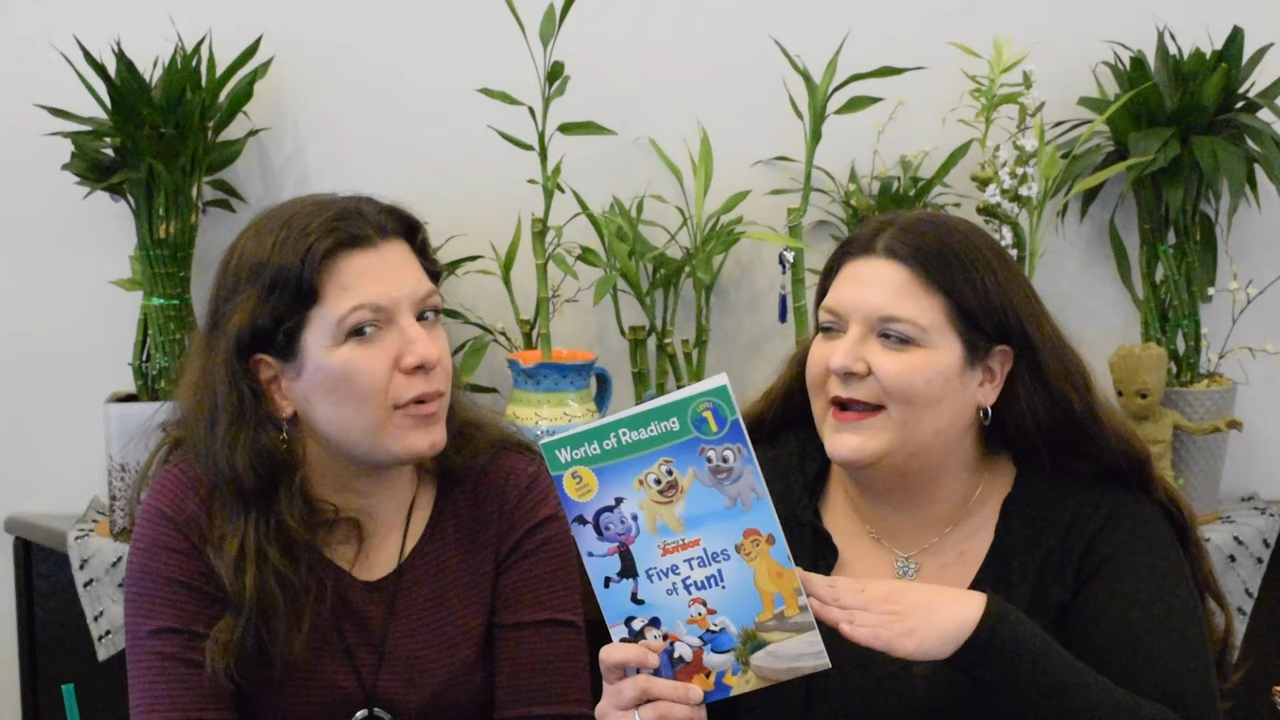 World of Reading
LEVEL
1
5
Disney
Junior
Five Tales
of Fun!